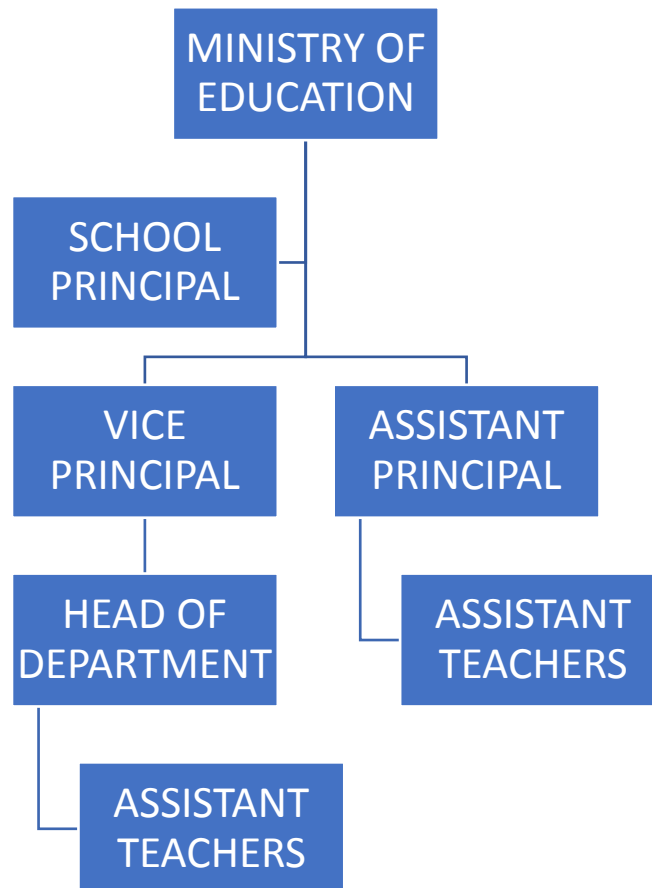 MINISTRY OF
EDUCATION
SCHOOL
PRINCIPAL
VICE
PRINCIPAL
ASSISTANT
PRINCIPAL
HEAD OF
DEPARTMENT
ASSISTANT
TEACHERS
ASSISTANT
TEACHERS